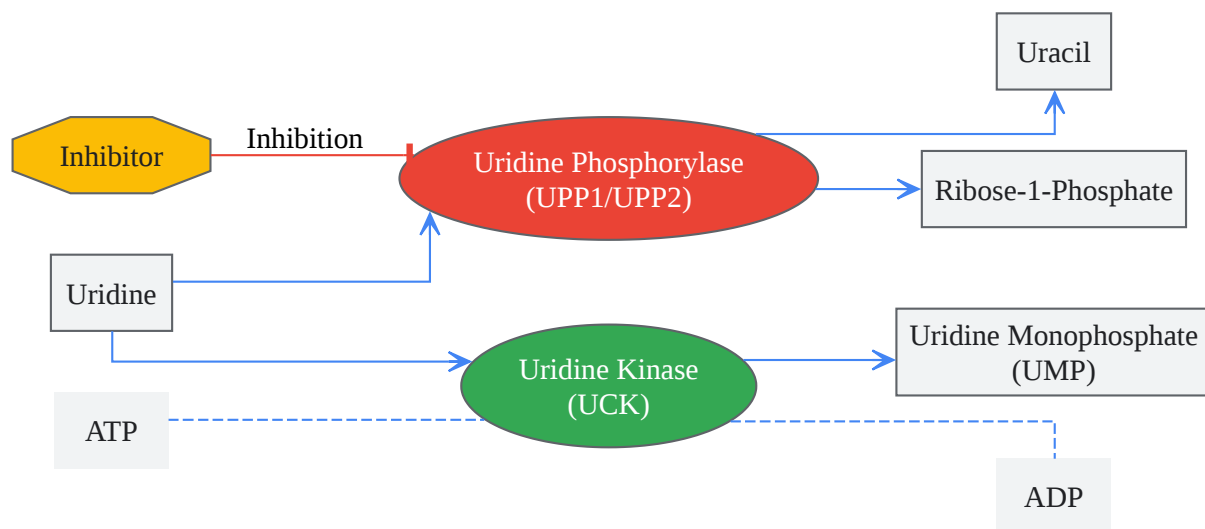 Uracil
Inhibition
Inhibitor
Uridine Phosphorylase
(UPP1/UPP2)
Ribose-1-Phosphate
Uridine
Uridine Monophosphate
(UMP)
Uridine Kinase
(UCK)
ATP
ADP